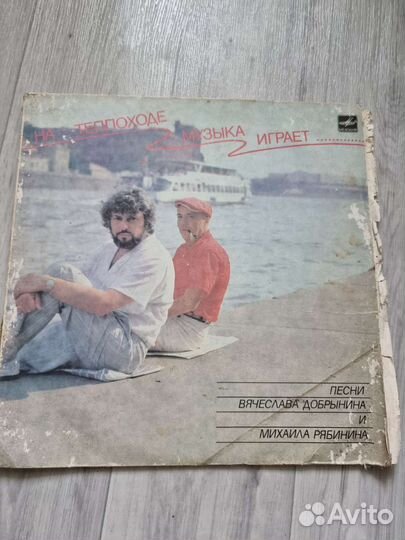 НА ТЕПЛОХОДЕ МУЗЫКА ИГРАЕТ
ПЕСНИ
ВЯЧЕСЛАВА ДОБРЫНИНА
И
МИХАИЛА РЯБИНИНА
Avito